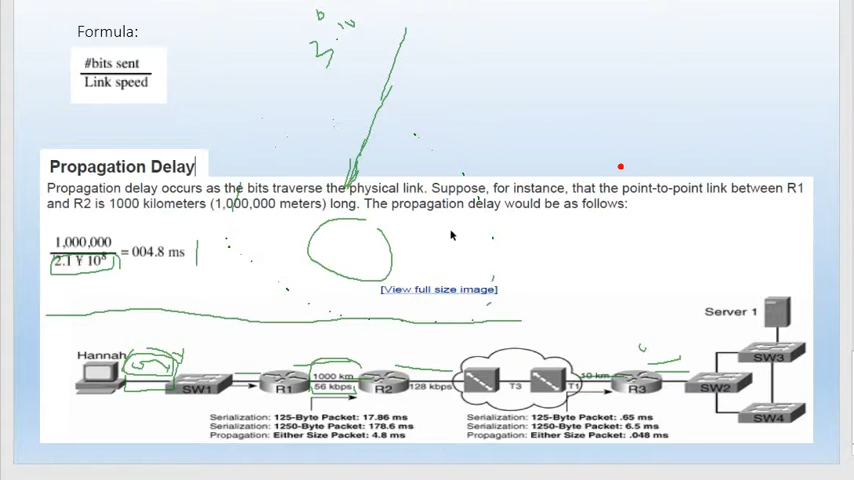 Formula:
#bits sent
Link speed
Propagation Delay
Propagation delay occurs as the bits traverse the physical link. Suppose, for instance, that the point-to-point link between R1
and R2 is 1000 kilometers (1,000,000 meters) long. The propagation delay would be as follows:
1,000,000
2.1 ¥ 10⁸
= 004.8 ms
[View full size image]
Server 1
Hannah
SW3
SW1
R1
1000 km
56 kbps
R2
128 kbps
T3
T1
10 km
R3
SW2
SW4
Serialization: 125-Byte Packet: 17.86 ms
Serialization: 1250-Byte Packet: 178.6 ms
Propagation: Either Size Packet: 4.8 ms
Serialization: 125-Byte Packet: .65 ms
Serialization: 1250-Byte Packet: 6.5 ms
Propagation: Either Size Packet: .048 ms